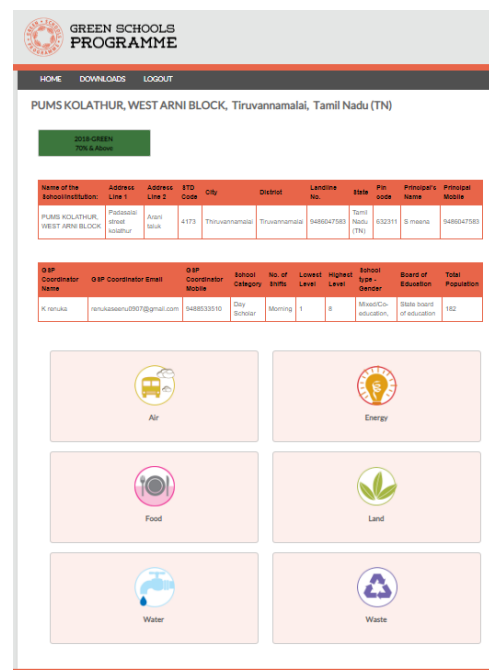 GREEN SCHOOLS
PROGRAMME
HOME DOWNLOADS LOGOUT
PUMS KOLATHUR, WEST ARNI BLOCK, Tiruvannamalai, Tamil Nadu (TN)
2018-GREEN
70% & Above
Name of the School/Institution: Address Line 1 Address Line 2 STD Code City District Landline No. State Pin code Principal's Name Principal Mobile
PUMS KOLATHUR, WEST ARNI BLOCK Padasalai street kolathur Arani taluk 4173 Thiruvannamalai Tiruvannamalai 9486047583 Tamil Nadu (TN) 632311 S meena 9486047583
GSP Coordinator Name GSP Coordinator Email GSP Coordinator Mobile School Category No. of Shifts Lowest Level Highest Level School type - Gender Board of Education Total Population
K renuka renukaseenu0907@gmail.com 9488533510 Day Scholar Morning 1 8 Mixed/Co-education, State board of education 182
Air
Energy
Food
Land
Water
Waste